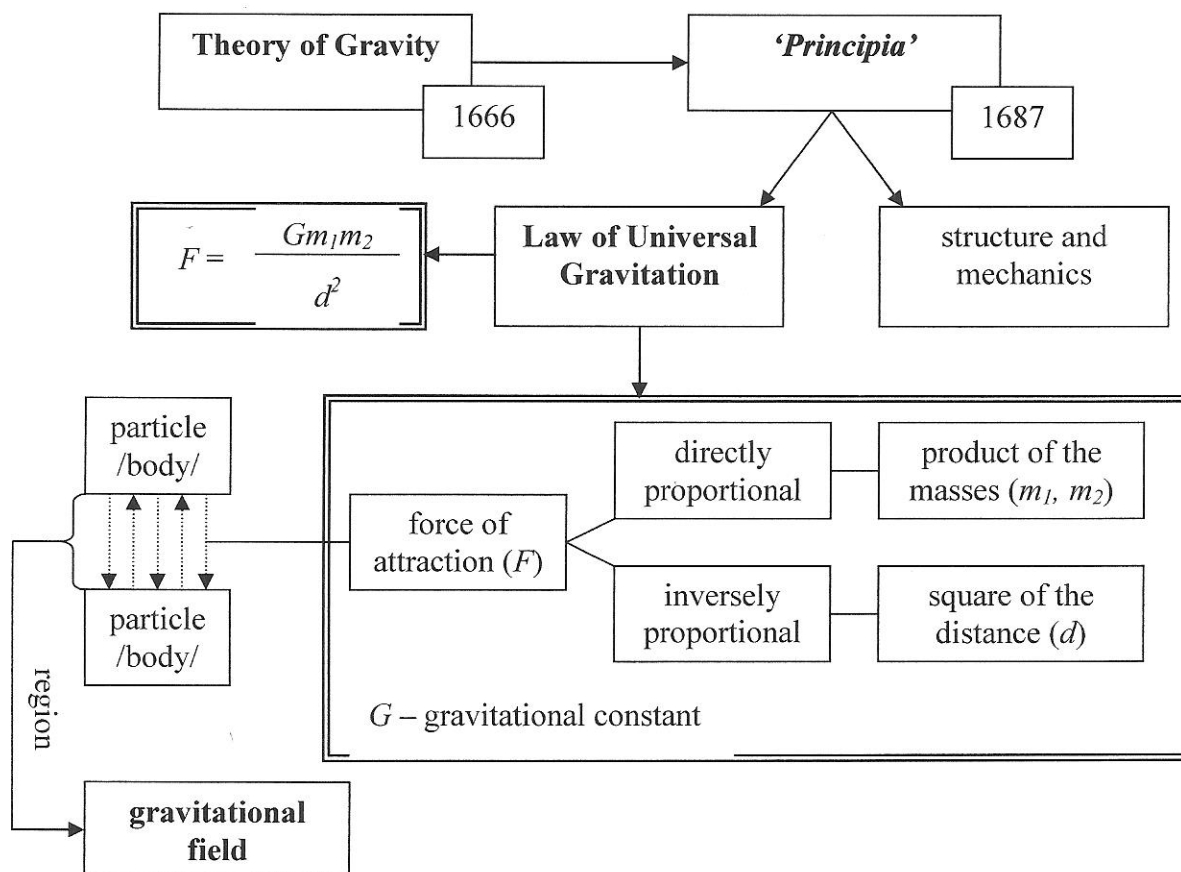 Theory of Gravity
1666
‘Principia’
1687
F = Gm₁m₂ / d²
Law of Universal
Gravitation
structure and
mechanics
particle
/body/
particle
/body/
region
force of
attraction (F)
directly
proportional
product of the
masses (m₁, m₂)
inversely
proportional
square of the
distance (d)
G – gravitational constant
gravitational
field